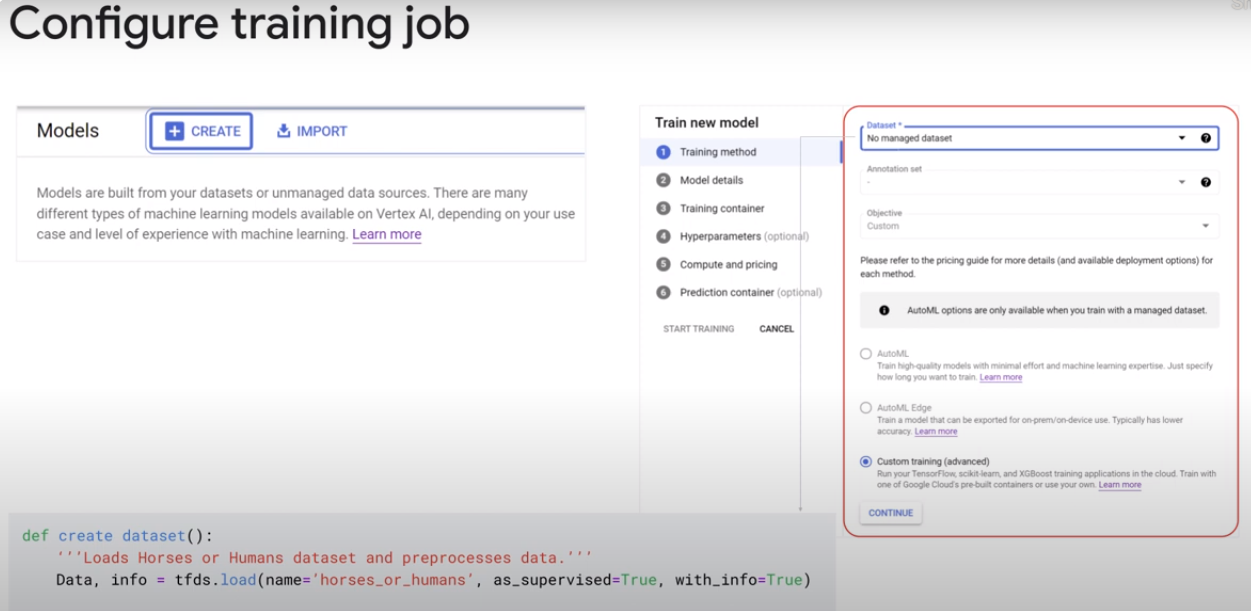 Configure training job
Models
CREATE
IMPORT
Models are built from your datasets or unmanaged data sources. There are many
different types of machine learning models available on Vertex AI, depending on your use
case and level of experience with machine learning. Learn more
Train new model
1 Training method
2 Model details
3 Training container
4 Hyperparameters (optional)
5 Compute and pricing
6 Prediction container (optional)
START TRAINING CANCEL
Dataset *
No managed dataset
Annotation set
-
Objective
Custom
Please refer to the pricing guide for more details (and available deployment options) for
each method.
AutoML options are only available when you train with a managed dataset.
AutoML
Train high-quality models with minimal effort and machine learning expertise. Just specify
how long you want to train. Learn more
AutoML Edge
Train a model that can be exported for on-prem/on-device use. Typically has lower
accuracy. Learn more
Custom training (advanced)
Run your TensorFlow, scikit-learn, and XGBoost training applications in the cloud. Train with
one of Google Cloud's pre-built containers or use your own. Learn more
CONTINUE
def create dataset():
'''Loads Horses or Humans dataset and preprocesses data.'''
Data, info = tfds.load(name='horses_or_humans', as_supervised=True, with_info=True)